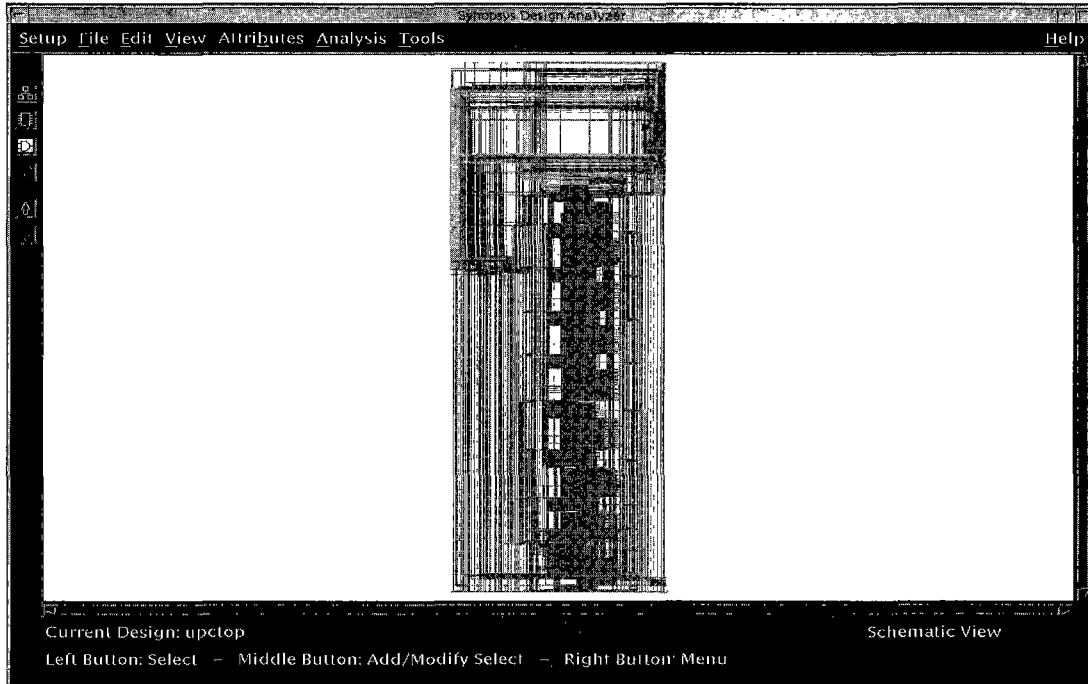 Synopsys Design Analyzer
Setup File Edit View Attributes Analysis Tools Help
Current Design: upctop Schematic View
Left Button: Select – Middle Button: Add/Modify Select – Right Button: Menu